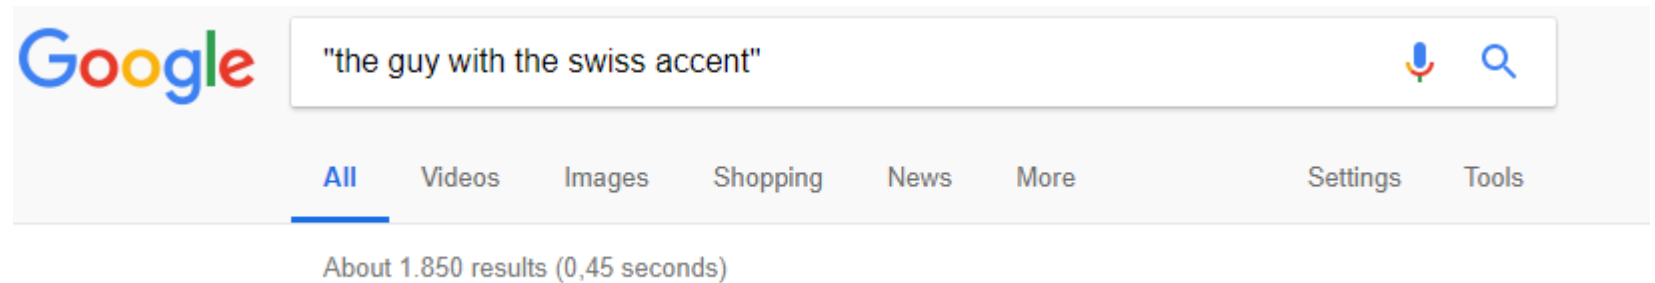 Google "the guy with the swiss accent"
All Videos Images Shopping News More Settings Tools
About 1.850 results (0,45 seconds)